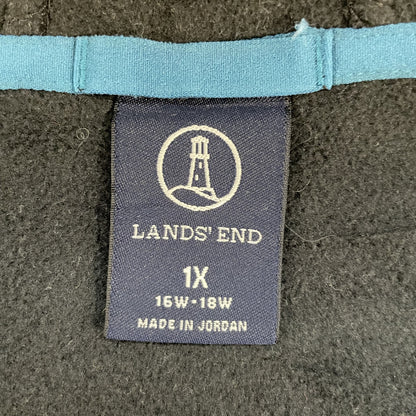 LANDS' END
1X
16W-18W
MADE IN JORDAN